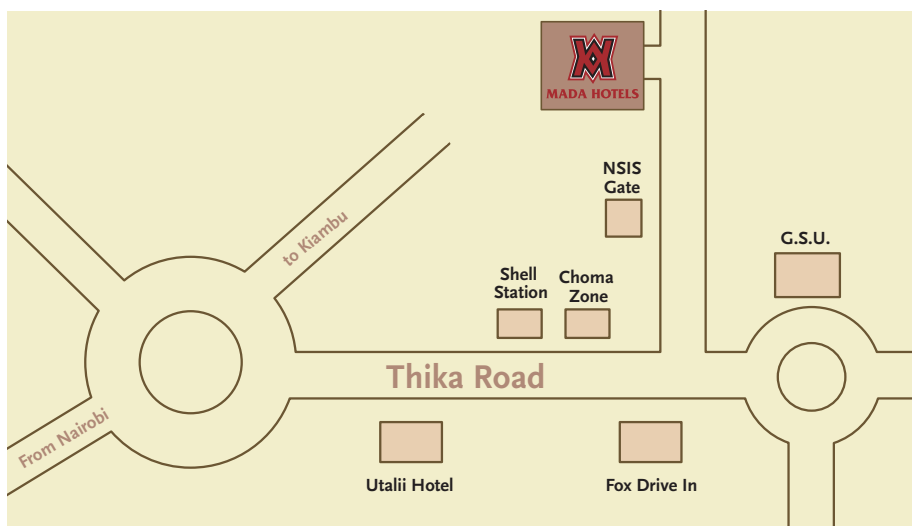 MADA HOTELS
NSIS
Gate
to Kiambu
G.S.U.
Shell
Station
Choma
Zone
Thika Road
From Nairobi
Utalii Hotel
Fox Drive In